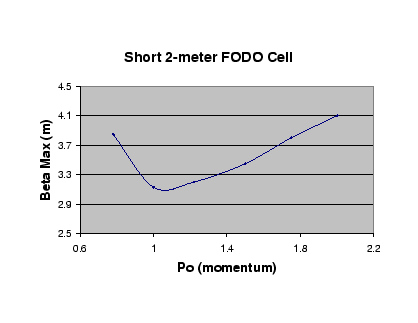 Short 2-meter FODO Cell
4.5
4.1
3.7
3.3
2.9
2.5
Beta Max (m)
0.6 1 1.4 1.8 2.2
Po (momentum)